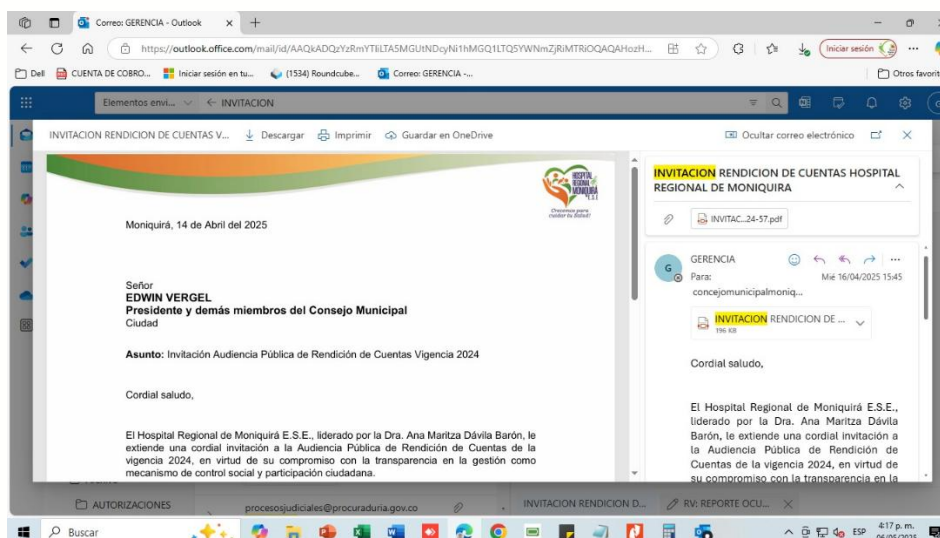 Correo: GERENCIA - Outlook
https://outlook.office.com/mail/id/AAQkADQzYzRmYTliLTA5MGUtNDcyNi1hMGQ1LTQ5YWNmZjRiMTRiOQAQAHozH...
Iniciar sesión
Dell
CUENTA DE COBRO...
Iniciar sesión en tu...
(1534) Roundcube...
Correo: GERENCIA -...
Otros favorit
Elementos envi...
INVITACION
INVITACION RENDICION DE CUENTAS V...
Descargar
Imprimir
Guardar en OneDrive
Ocultar correo electrónico
HOSPITAL
REGIONAL
MONIQUIRÁ
E.S.E
Crecemos para
cuidar tu Salud!
Moniquirá, 14 de Abril del 2025
Señor
EDWIN VERGEL
Presidente y demás miembros del Consejo Municipal
Ciudad
Asunto: Invitación Audiencia Pública de Rendición de Cuentas Vigencia 2024
Cordial saludo,
El Hospital Regional de Moniquirá E.S.E., liderado por la Dra. Ana Maritza Dávila Barón, le
extiende una cordial invitación a la Audiencia Pública de Rendición de Cuentas de la
vigencia 2024, en virtud de su compromiso con la transparencia en la gestión como
mecanismo de control social y participación ciudadana.
INVITACION RENDICION DE CUENTAS HOSPITAL
REGIONAL DE MONIQUIRA
INVITAC...24-57.pdf
G
GERENCIA
Para:
Mié 16/04/2025 15:45
concejomunicipalmoniq...
INVITACION RENDICION DE ...
196 KB
Cordial saludo,
El Hospital Regional de Moniquirá E.S.E.,
liderado por la Dra. Ana Maritza Dávila
Barón, le extiende una cordial invitación a
la Audiencia Pública de Rendición de
Cuentas de la vigencia 2024, en virtud de
su compromiso con la transparencia en la
AUTORIZACIONES
procesosjudiciales@procuraduria.gov.co
INVITACION RENDICION D...
RV: REPORTE OCU...
Buscar
ESP
4:17 p. m.
06/05/2025